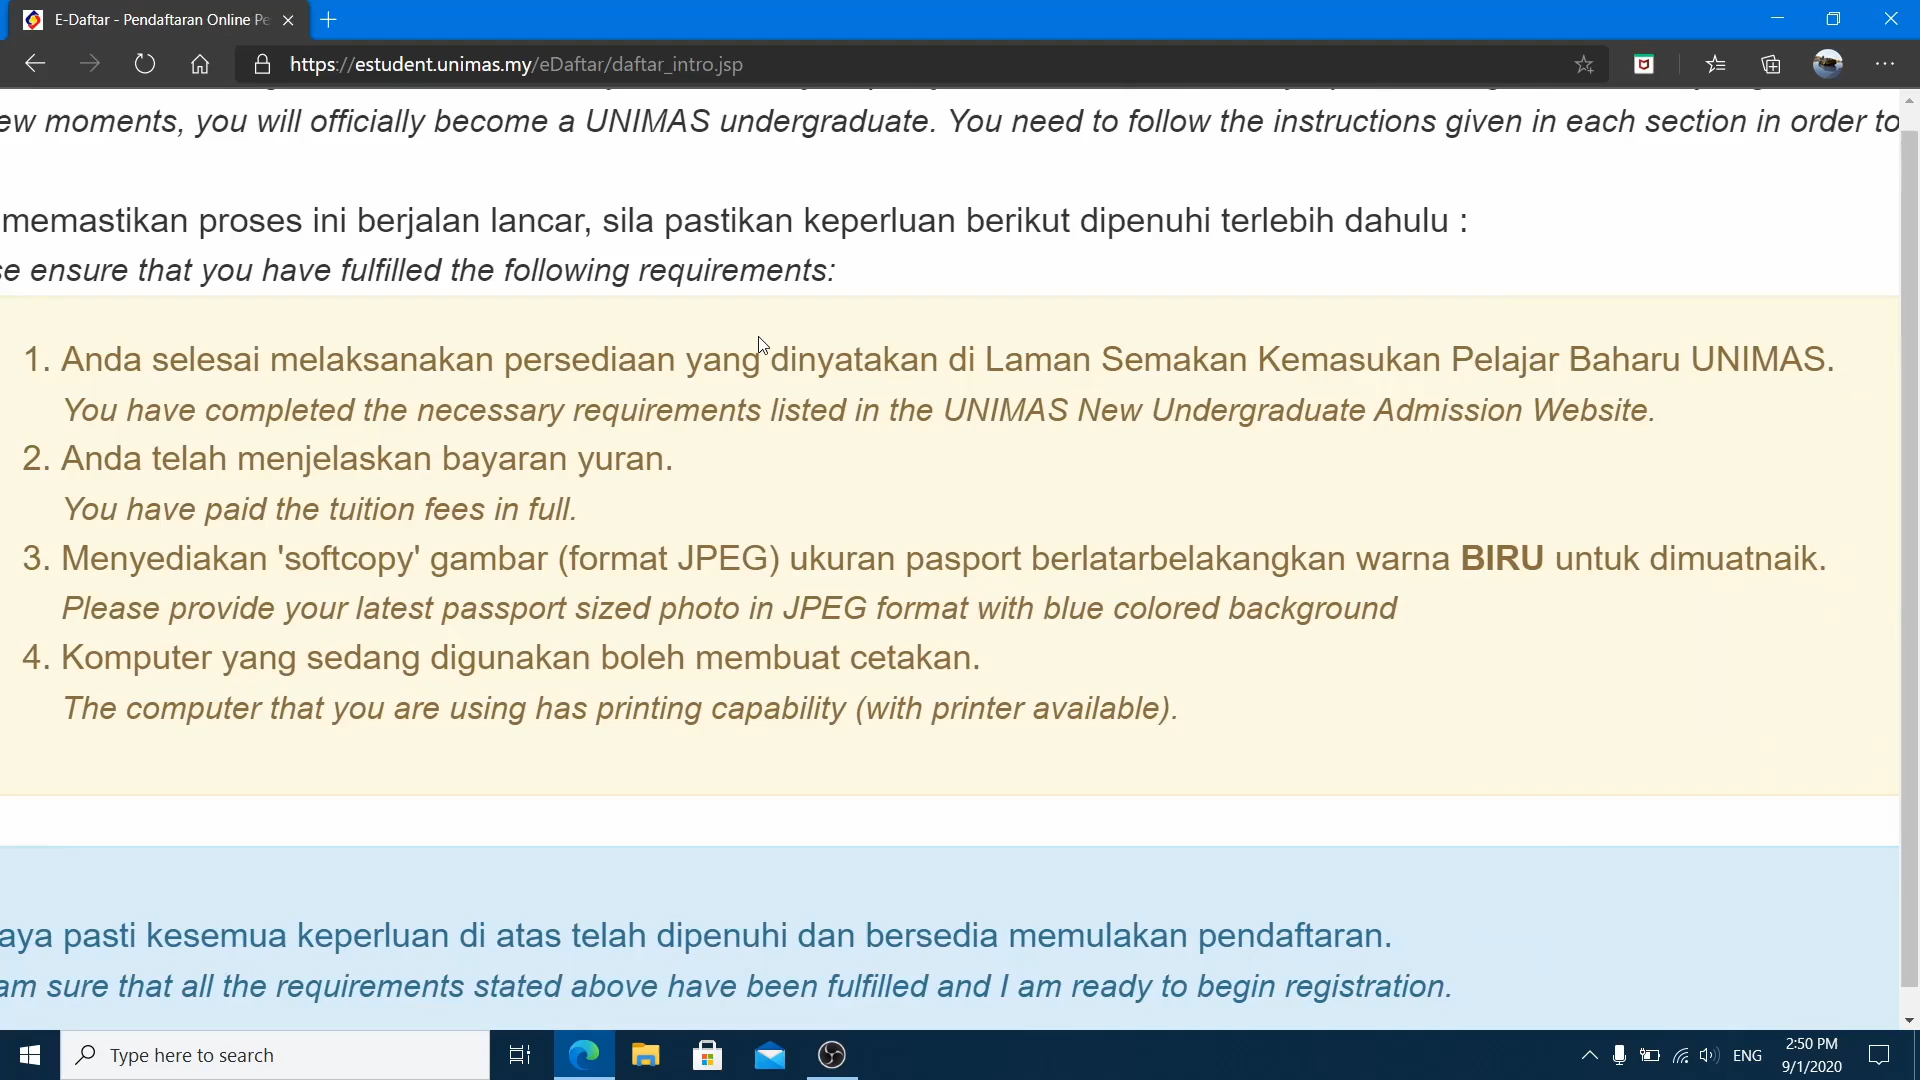 E-Daftar - Pendaftaran Online Pe
https://estudent.unimas.my/eDaftar/daftar_intro.jsp
ew moments, you will officially become a UNIMAS undergraduate. You need to follow the instructions given in each section in order to
memastikan proses ini berjalan lancar, sila pastikan keperluan berikut dipenuhi terlebih dahulu :
se ensure that you have fulfilled the following requirements:
1. Anda selesai melaksanakan persediaan yang dinyatakan di Laman Semakan Kemasukan Pelajar Baharu UNIMAS.
You have completed the necessary requirements listed in the UNIMAS New Undergraduate Admission Website.
2. Anda telah menjelaskan bayaran yuran.
You have paid the tuition fees in full.
3. Menyediakan 'softcopy' gambar (format JPEG) ukuran pasport berlatarbelakangkan warna BIRU untuk dimuatnaik.
Please provide your latest passport sized photo in JPEG format with blue colored background
4. Komputer yang sedang digunakan boleh membuat cetakan.
The computer that you are using has printing capability (with printer available).
aya pasti kesemua keperluan di atas telah dipenuhi dan bersedia memulakan pendaftaran.
am sure that all the requirements stated above have been fulfilled and I am ready to begin registration.
Type here to search
ENG
2:50 PM
9/1/2020